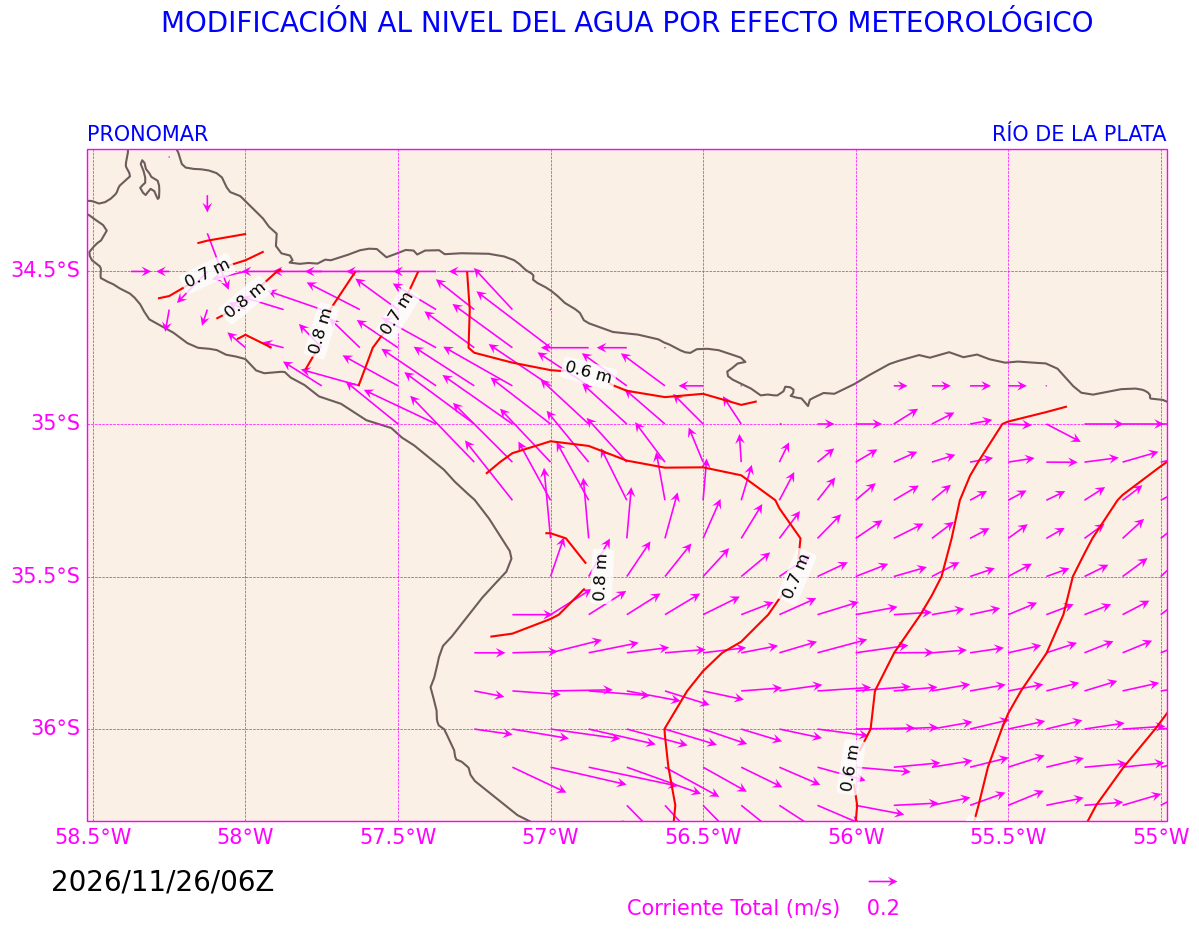 MODIFICACIÓN AL NIVEL DEL AGUA POR EFECTO METEOROLÓGICO
PRONOMAR RÍO DE LA PLATA
34.5°S
35°S
35.5°S
36°S
0.7 m
0.8 m
0.8 m
0.7 m
0.6 m
0.8 m
0.7 m
0.6 m
58.5°W 58°W 57.5°W 57°W 56.5°W 56°W 55.5°W 55°W
2026/11/26/06Z
Corriente Total (m/s) 0.2